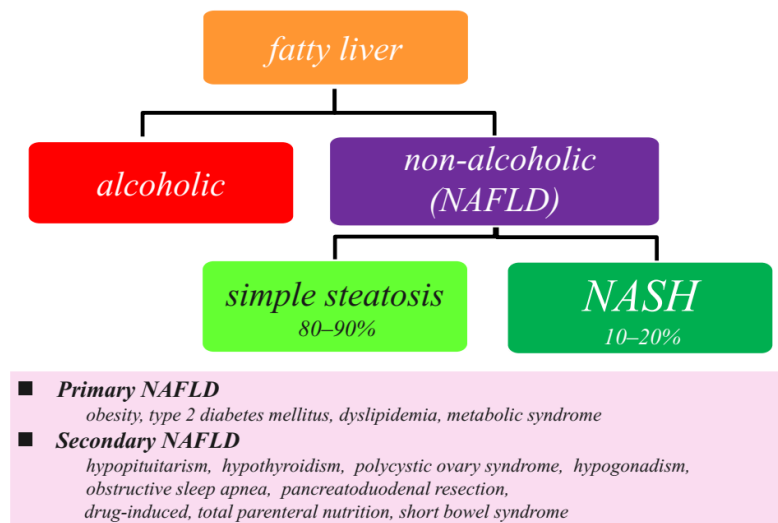 fatty liver
alcoholic
non-alcoholic
(NAFLD)
simple steatosis
80–90%
NASH
10–20%
■ Primary NAFLD
obesity, type 2 diabetes mellitus, dyslipidemia, metabolic syndrome
■ Secondary NAFLD
hypopituitarism, hypothyroidism, polycystic ovary syndrome, hypogonadism,
obstructive sleep apnea, pancreatoduodenal resection,
drug-induced, total parenteral nutrition, short bowel syndrome